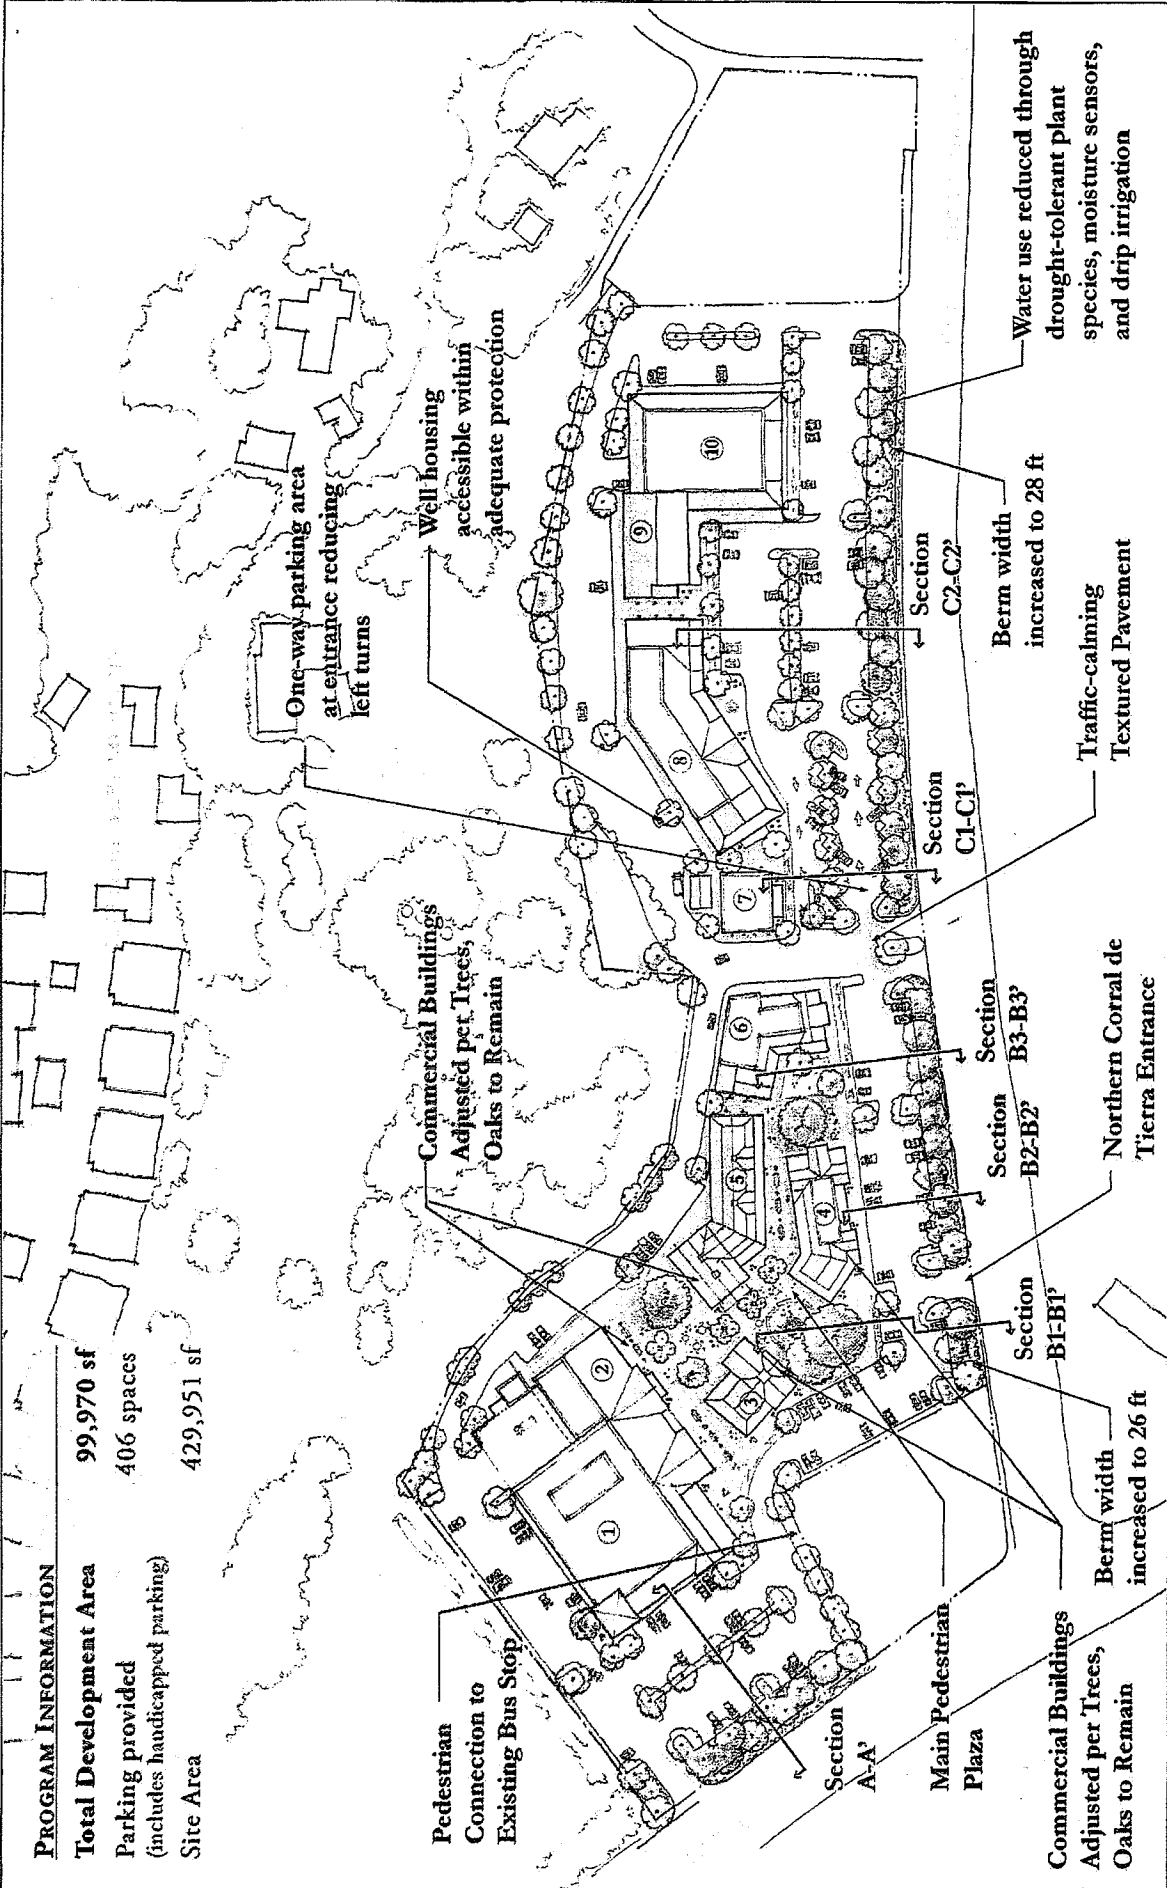 PROGRAM INFORMATION
Total Development Area 99,970 sf
Parking provided 406 spaces
(includes handicapped parking)
Site Area 429,951 sf
One-way parking area
at entrance reducing
left turns
Well housing
accessible within
adequate protection
Commercial Buildings
Adjusted per Trees,
Oaks to Remain
Pedestrian
Connection to
Existing Bus Stop
1
2
3
4
5
6
7
8
9
10
Section
A-A'
Main Pedestrian
Plaza
Commercial Buildings
Adjusted per Trees,
Oaks to Remain
Berm width
increased to 26 ft
Section
B1-B1'
Northern Corral de
Tierra Entrance
Section
B2-B2'
Section
B3-B3'
Traffic-calming
Textured Pavement
Section
C1-C1'
Section
C2-C2'
Berm width
increased to 28 ft
Water use reduced through
drought-tolerant plant
species, moisture sensors,
and drip irrigation